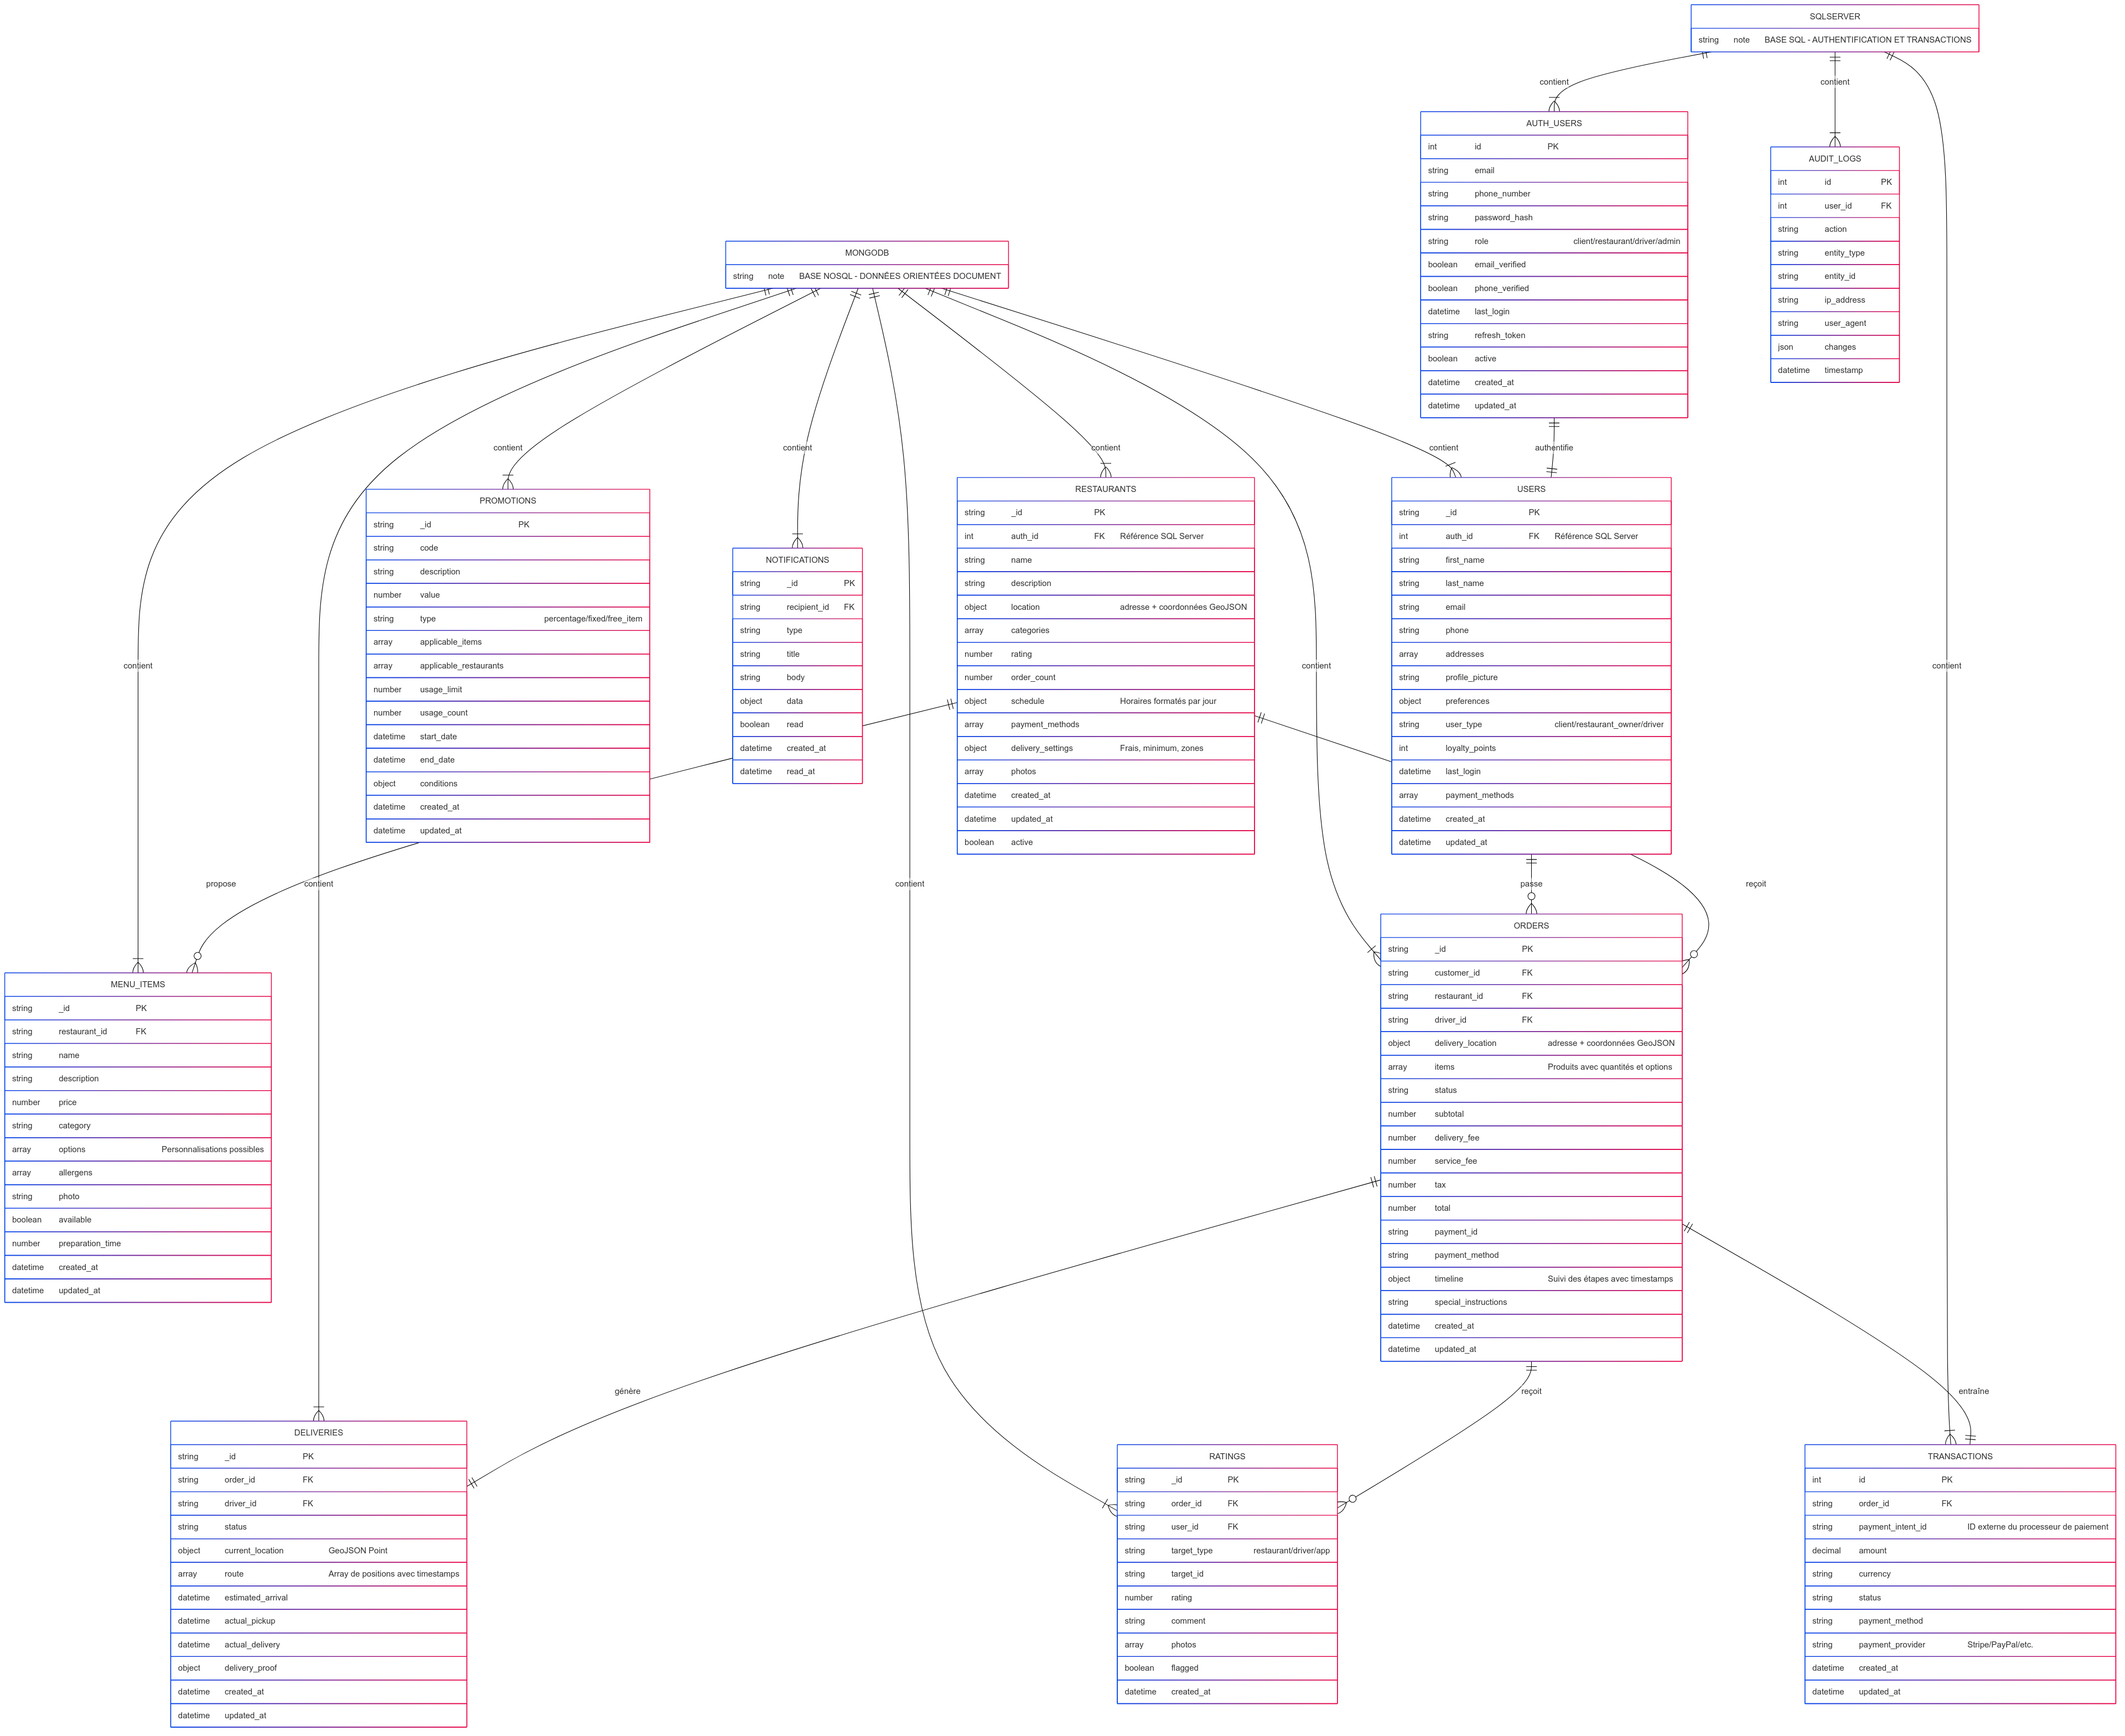 SQLSERVER
string note BASE SQL - AUTHENTIFICATION ET TRANSACTIONS
contient
contient
AUTH_USERS
int id PK
string email
string phone_number
string password_hash
string role client/restaurant/driver/admin
boolean email_verified
boolean phone_verified
datetime last_login
string refresh_token
boolean active
datetime created_at
datetime updated_at
AUDIT_LOGS
int id PK
int user_id FK
string action
string entity_type
string entity_id
string ip_address
string user_agent
json changes
datetime timestamp
MONGODB
string note BASE NOSQL - DONNÉES ORIENTÉES DOCUMENT
contient
contient
contient
contient
authentifie
PROMOTIONS
string _id PK
string code
string description
number value
string type percentage/fixed/free_item
array applicable_items
array applicable_restaurants
number usage_limit
number usage_count
datetime start_date
datetime end_date
object conditions
datetime created_at
datetime updated_at
NOTIFICATIONS
string _id PK
string recipient_id FK
string type
string title
string body
object data
boolean read
datetime created_at
datetime read_at
RESTAURANTS
string _id PK
int auth_id FK Référence SQL Server
string name
string description
object location adresse + coordonnées GeoJSON
array categories
number rating
number order_count
object schedule Horaires formatés par jour
array payment_methods
object delivery_settings Frais, minimum, zones
array photos
datetime created_at
datetime updated_at
boolean active
USERS
string _id PK
int auth_id FK Référence SQL Server
string first_name
string last_name
string email
string phone
array addresses
string profile_picture
object preferences
string user_type client/restaurant_owner/driver
int loyalty_points
datetime last_login
array payment_methods
datetime created_at
datetime updated_at
contient
contient
contient
propose
contient
contient
passe
reçoit
MENU_ITEMS
string _id PK
string restaurant_id FK
string name
string description
number price
string category
array options Personnalisations possibles
array allergens
string photo
boolean available
number preparation_time
datetime created_at
datetime updated_at
ORDERS
string _id PK
string customer_id FK
string restaurant_id FK
string driver_id FK
object delivery_location adresse + coordonnées GeoJSON
array items Produits avec quantités et options
string status
number subtotal
number delivery_fee
number service_fee
number tax
number total
string payment_id
string payment_method
object timeline Suivi des étapes avec timestamps
string special_instructions
datetime created_at
datetime updated_at
génère
reçoit
entraîne
DELIVERIES
string _id PK
string order_id FK
string driver_id FK
string status
object current_location GeoJSON Point
array route Array de positions avec timestamps
datetime estimated_arrival
datetime actual_pickup
datetime actual_delivery
object delivery_proof
datetime created_at
datetime updated_at
RATINGS
string _id PK
string order_id FK
string user_id FK
string target_type restaurant/driver/app
string target_id
number rating
string comment
array photos
boolean flagged
datetime created_at
TRANSACTIONS
int id PK
string order_id FK
string payment_intent_id ID externe du processeur de paiement
decimal amount
string currency
string status
string payment_method
string payment_provider Stripe/PayPal/etc.
datetime created_at
datetime updated_at